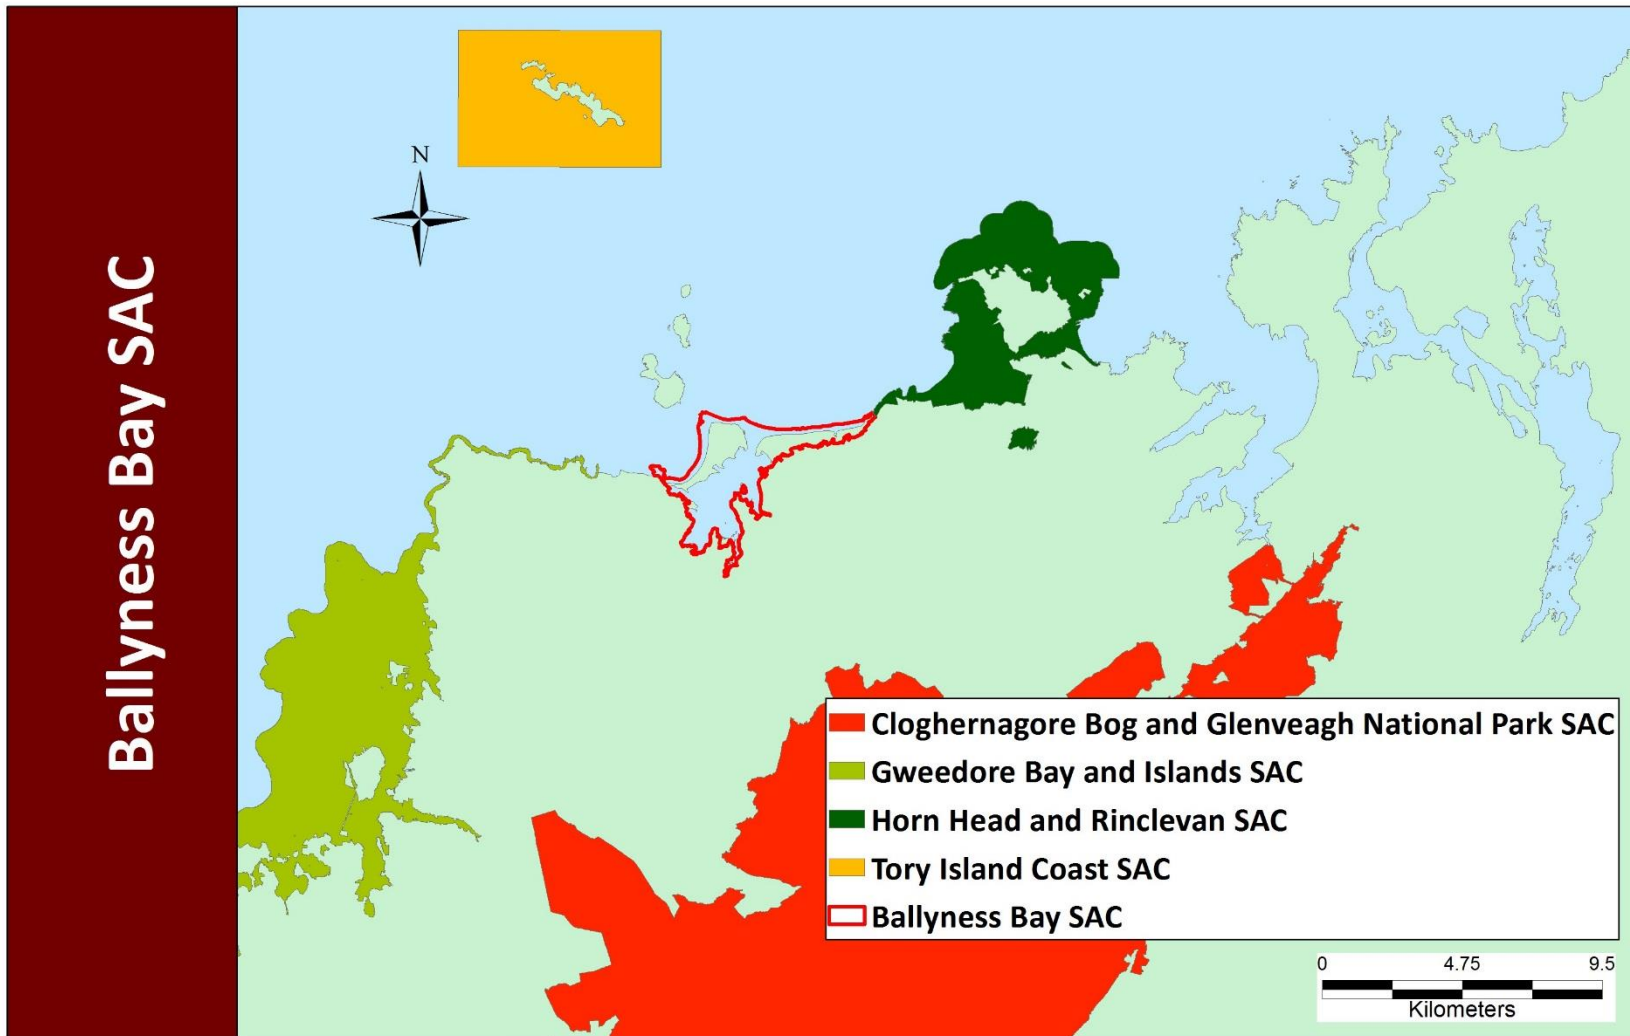 Ballyness Bay SAC
N
Cloghernagore Bog and Glenveagh National Park SAC
Gweedore Bay and Islands SAC
Horn Head and Rinclevan SAC
Tory Island Coast SAC
Ballyness Bay SAC
0 4.75 9.5
Kilometers